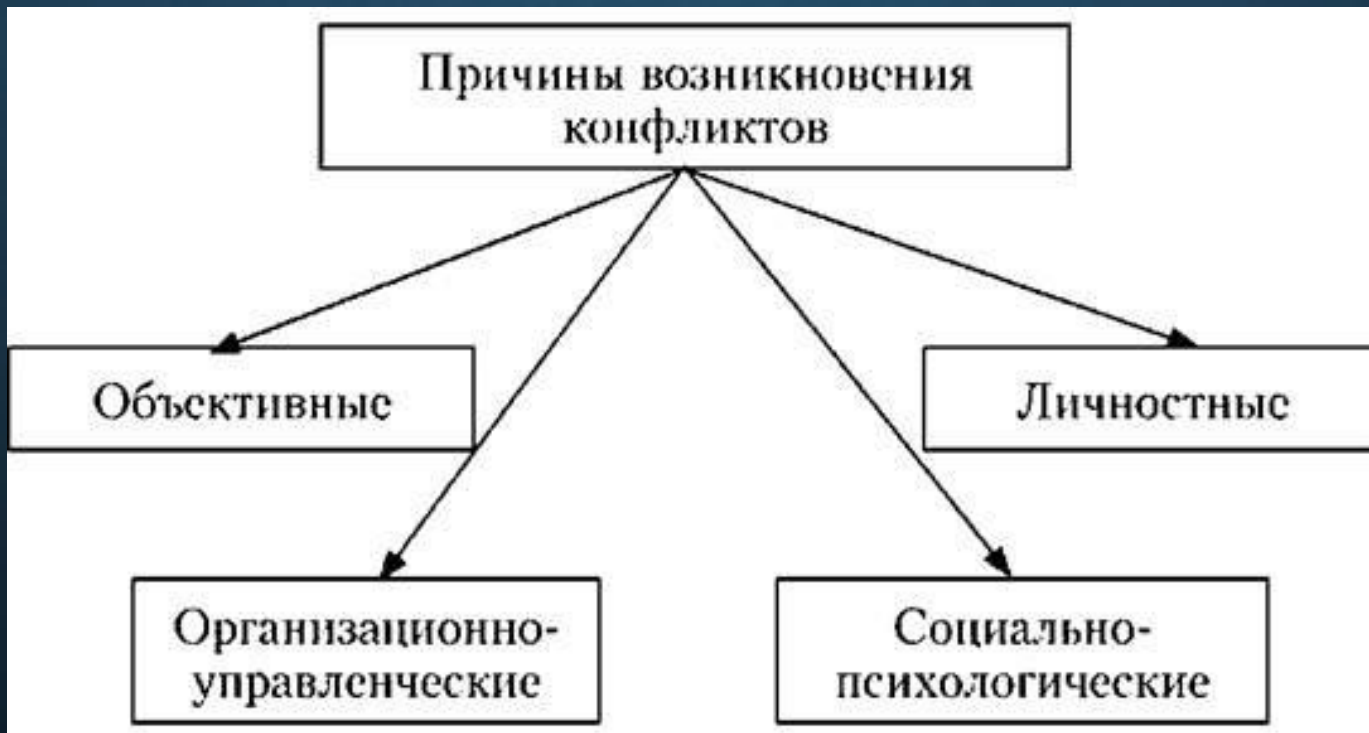 Причины возникновения
конфликтов
Объективные
Личностные
Организационно-
управленческие
Социально-
психологические